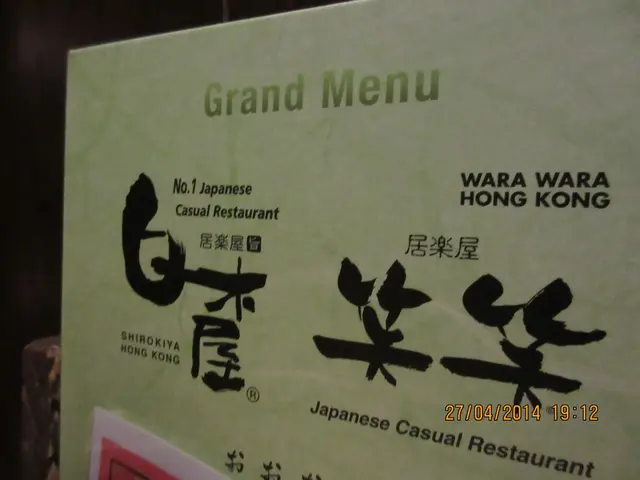 Grand Menu
No.1 Japanese
Casual Restaurant
居楽屋
白木屋
SHIROKIYA
HONG KONG
®
WARA WARA
HONG KONG
居楽屋
笑笑
Japanese Casual Restaurant
27/04/2014 19:12
お